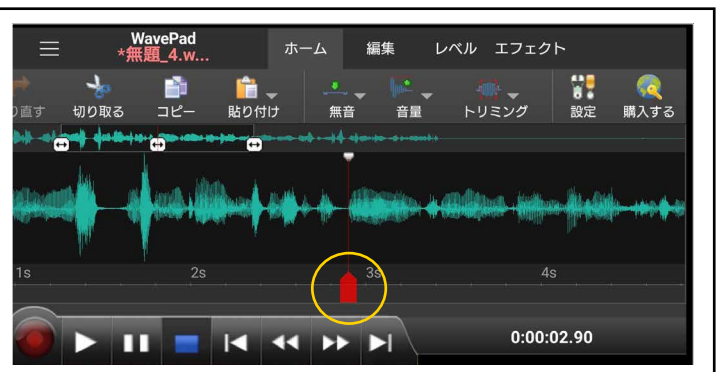 WavePad
*無題_4.w...
ホーム 編集 レベル エフェクト
り直す 切り取る コピー 貼り付け 無音 音量 トリミング 設定 購入する
1s 2s 3s 4s
0:00:02.90